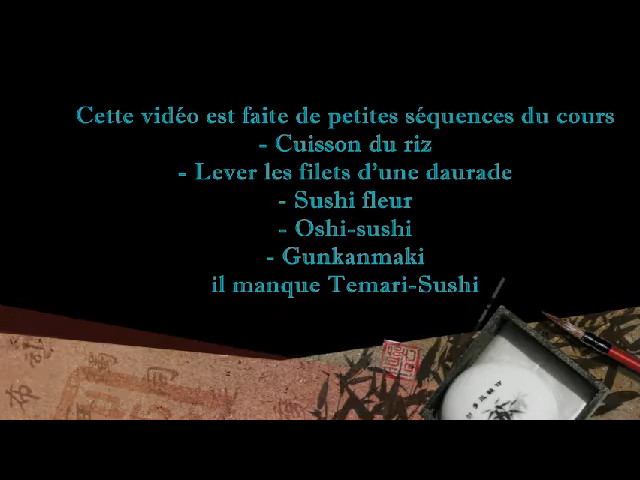 Cette vidéo est faite de petites séquences du cours
- Cuisson du riz
- Lever les filets d'une daurade
- Sushi fleur
- Oshi-sushi
- Gunkanmaki
il manque Temari-Sushi